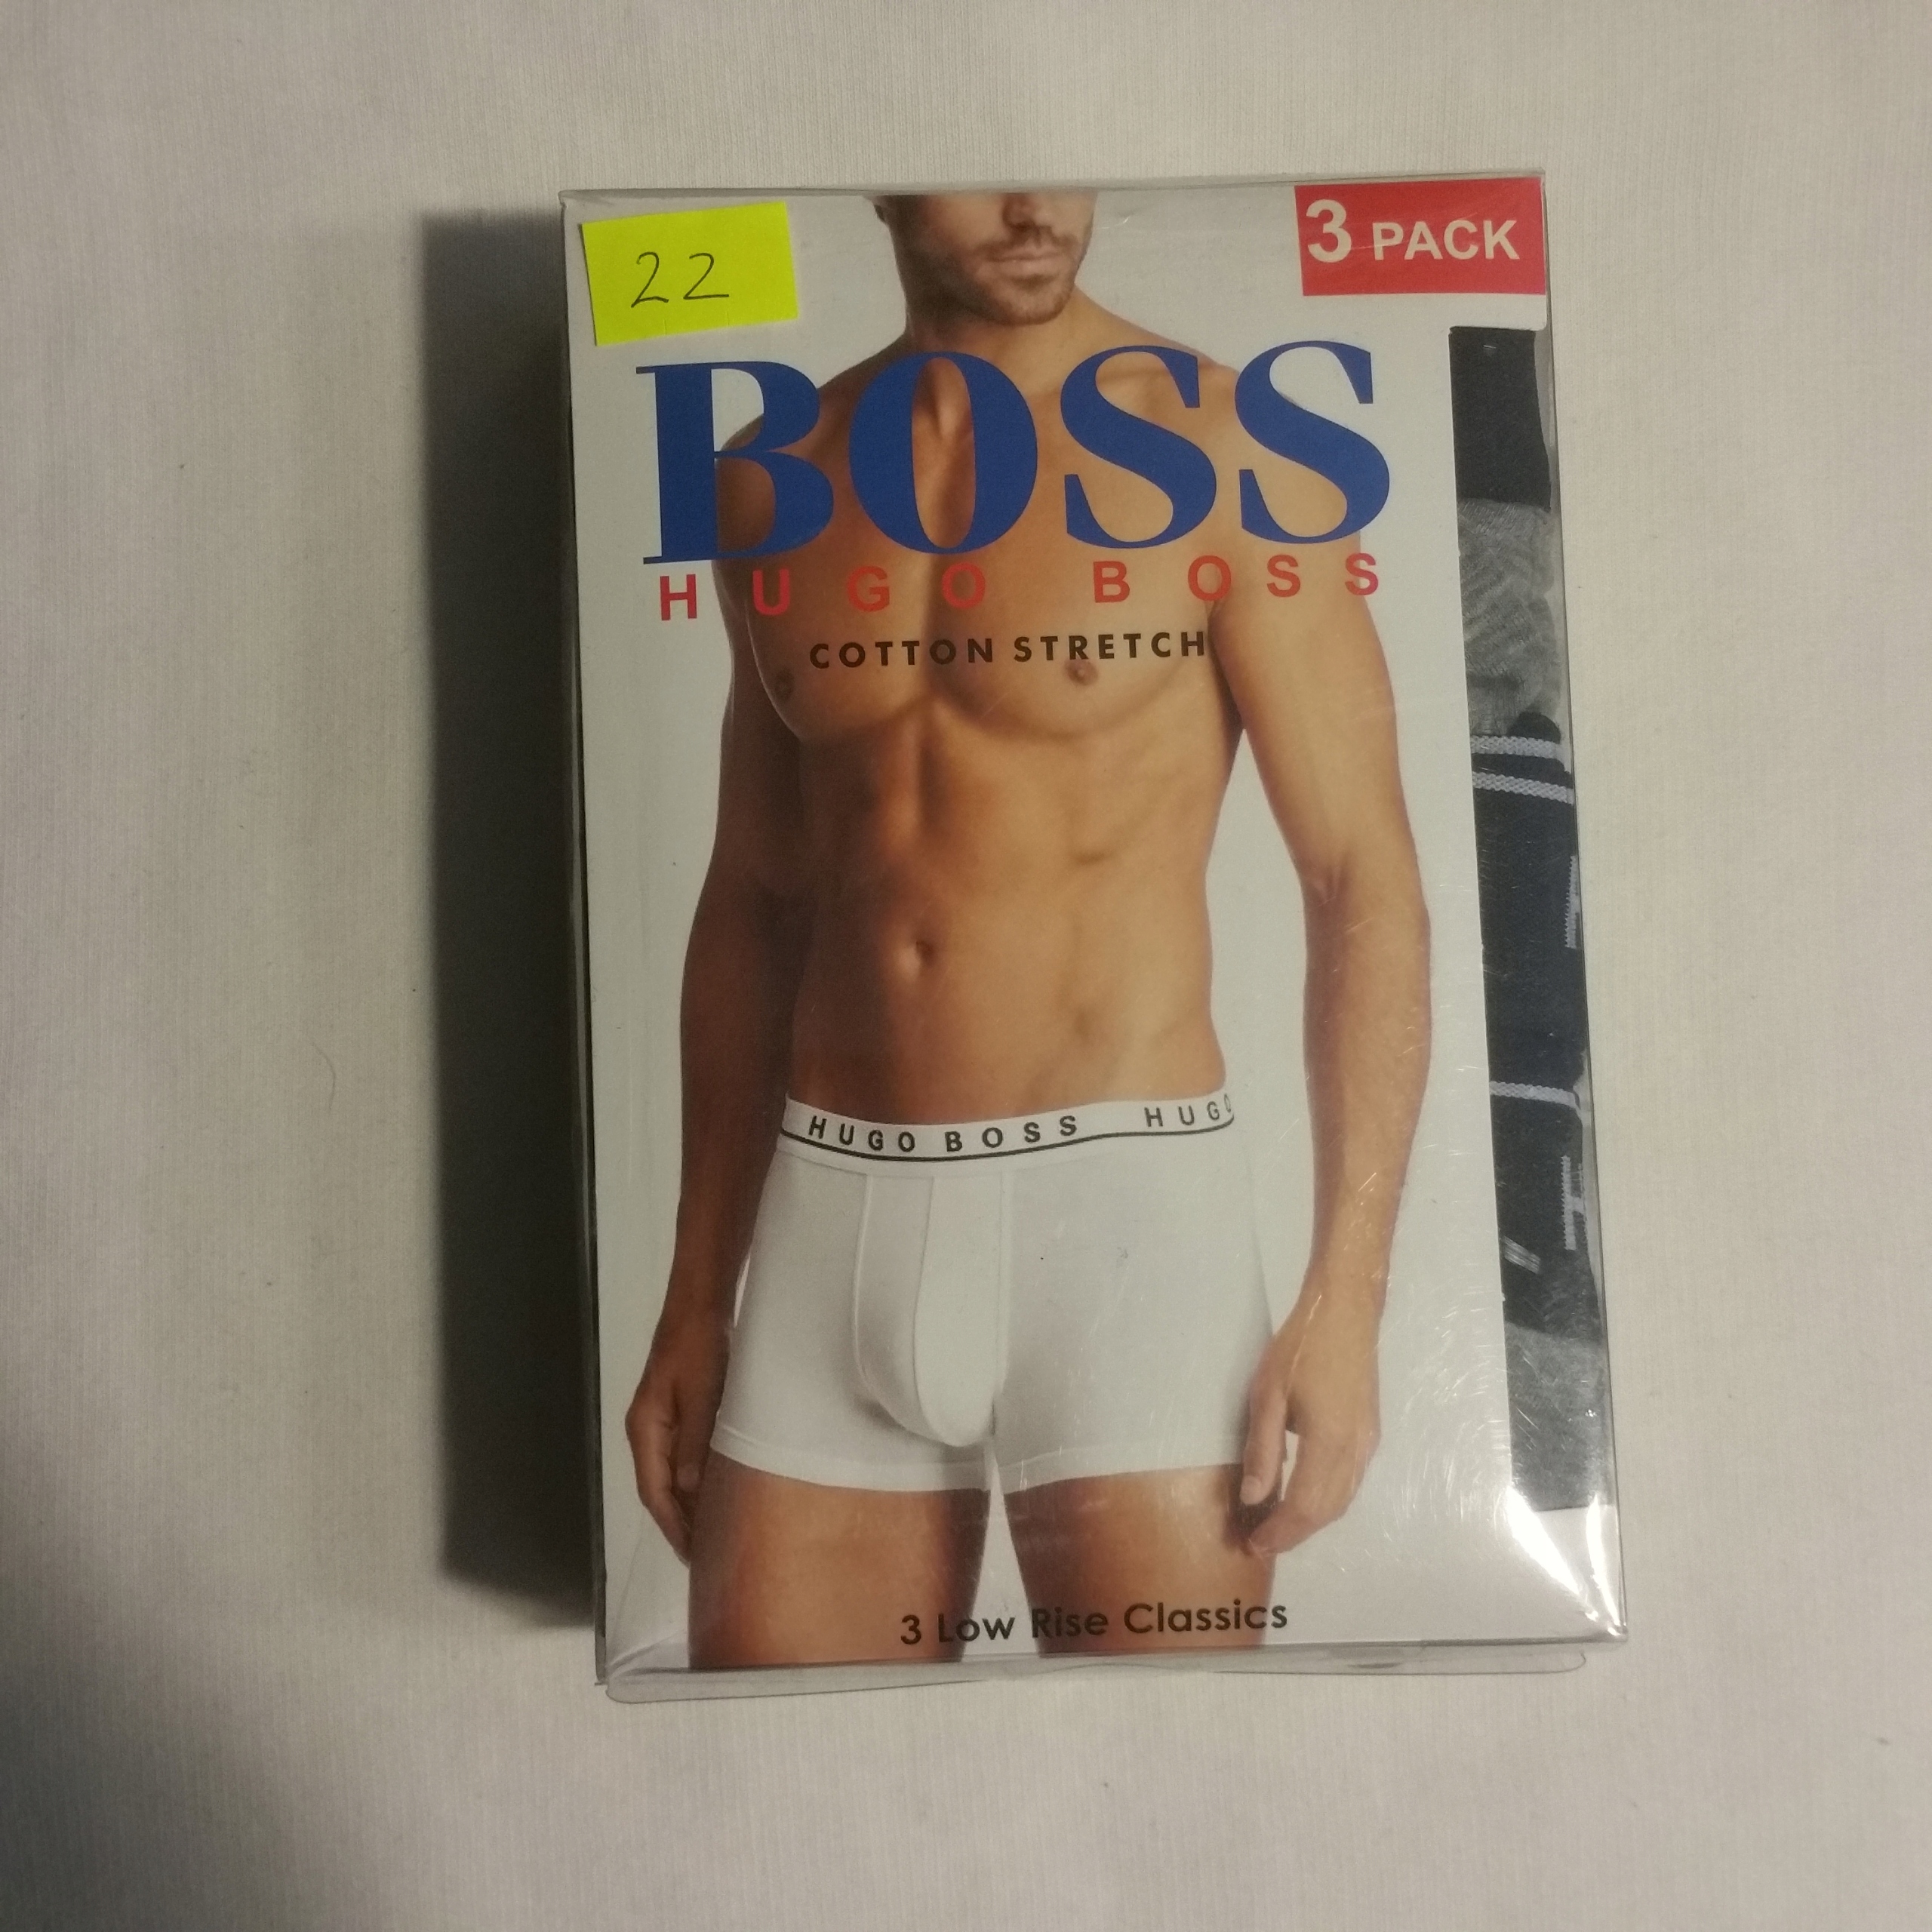 22
3 PACK
BOSS
HUGO BOSS
COTTON STRETCH
HUGO BOSS HUGO
3 Low Rise Classics